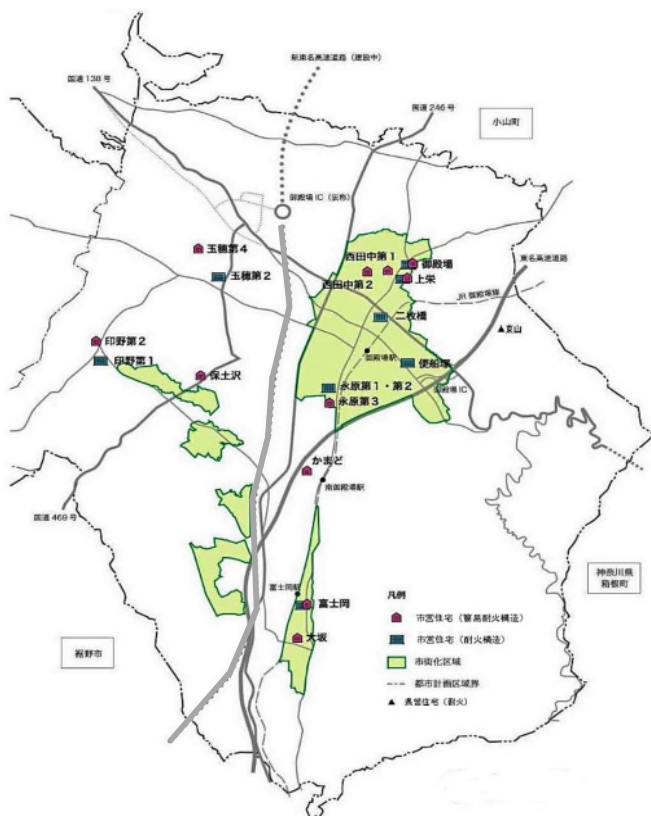 新東名高速道路（建設中）
国道138号
国道246号
小山町
御殿場IC（仮称）
玉穂第4
玉穂第2
西田中第1
西田中第2
御殿場
上栄
東名高速道路
JR御殿場線
二枚橋
東山
印野第2
印野第1
保土沢
御殿場駅
便船塚
御殿場IC
永原第1・第2
永原第3
かまど
南御殿場駅
国道469号
神奈川県
箱根町
富士岡駅
富士岡
大坂
裾野市
凡例
市営住宅（簡易耐火構造）
市営住宅（耐火構造）
市街化区域
都市計画区域界
県営住宅（耐火）